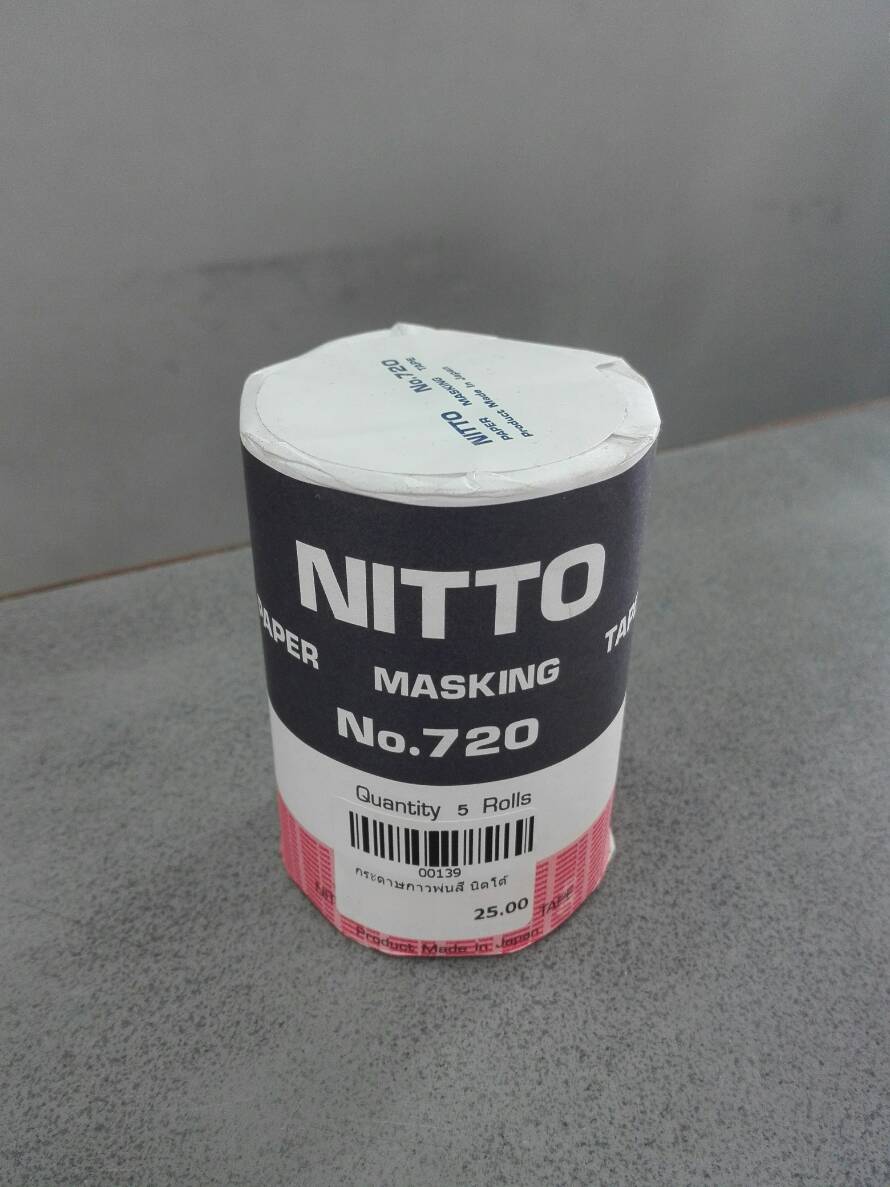 NITTO No.720
PAPER MASKING TAPE
Product Made In Japan
NITTO
PAPER MASKING
No.720
Quantity 5 Rolls
00139
กระดาษกาวพ่นสี นิตโต้
25.00
TAPE
Product Made in Japan